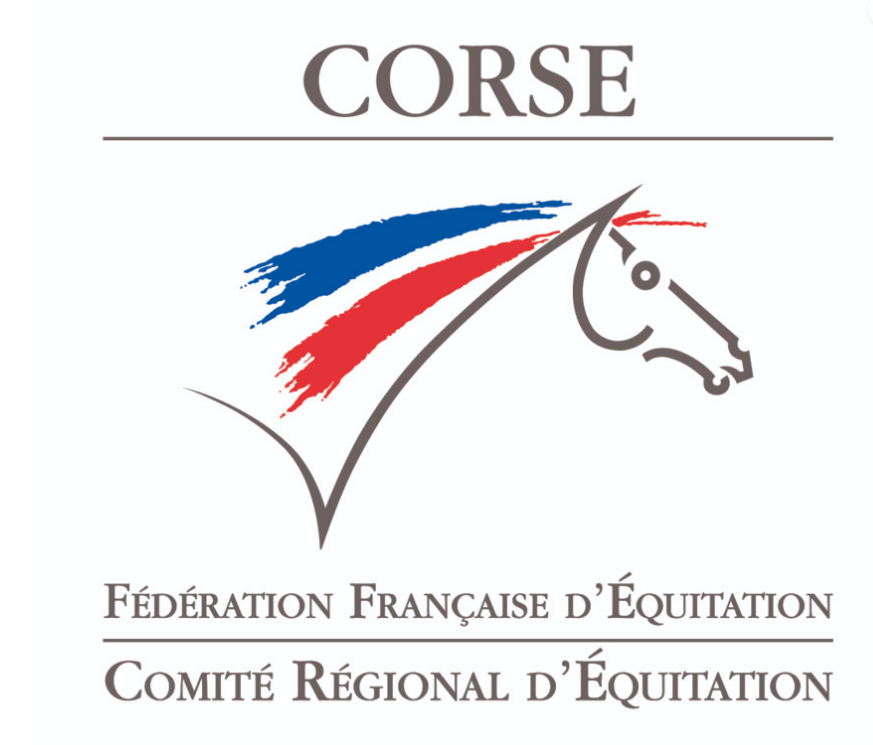 CORSE
Fédération Française d’Équitation
Comité Régional d’Équitation